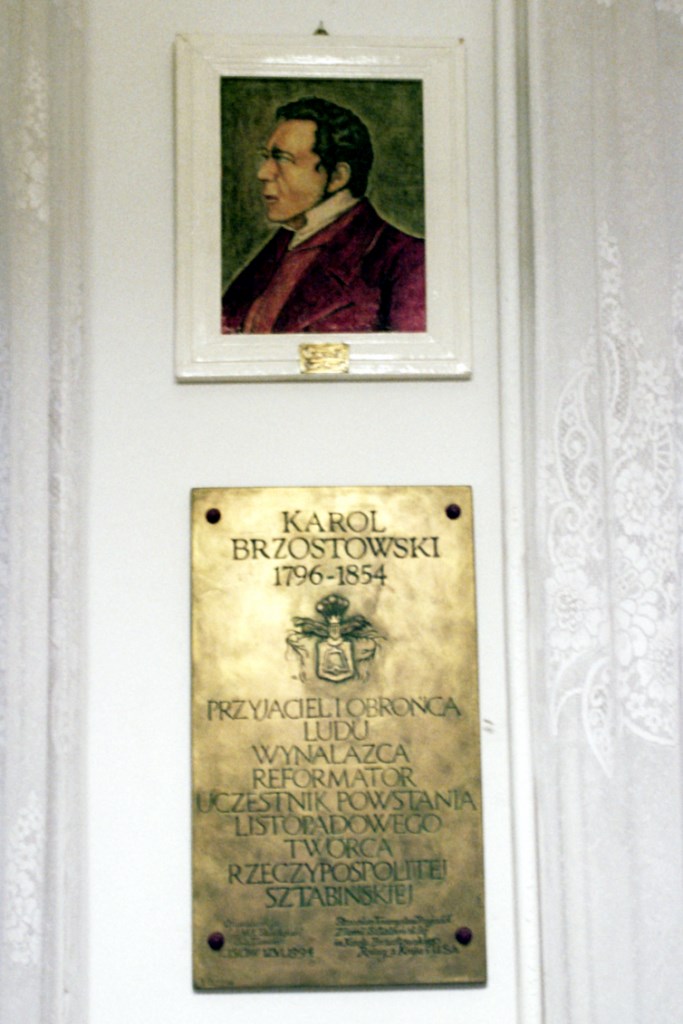 KAROL
BRZOSTOWSKI
1796-1854
PRZYJACIEL I OBROŃCA
LUDU
WYNALAZCA
REFORMATOR
UCZESTNIK POWSTANIA
LISTOPADOWEGO
TWÓRCA
RZECZYPOSPOLITEJ
SZTABIŃSKIEJ